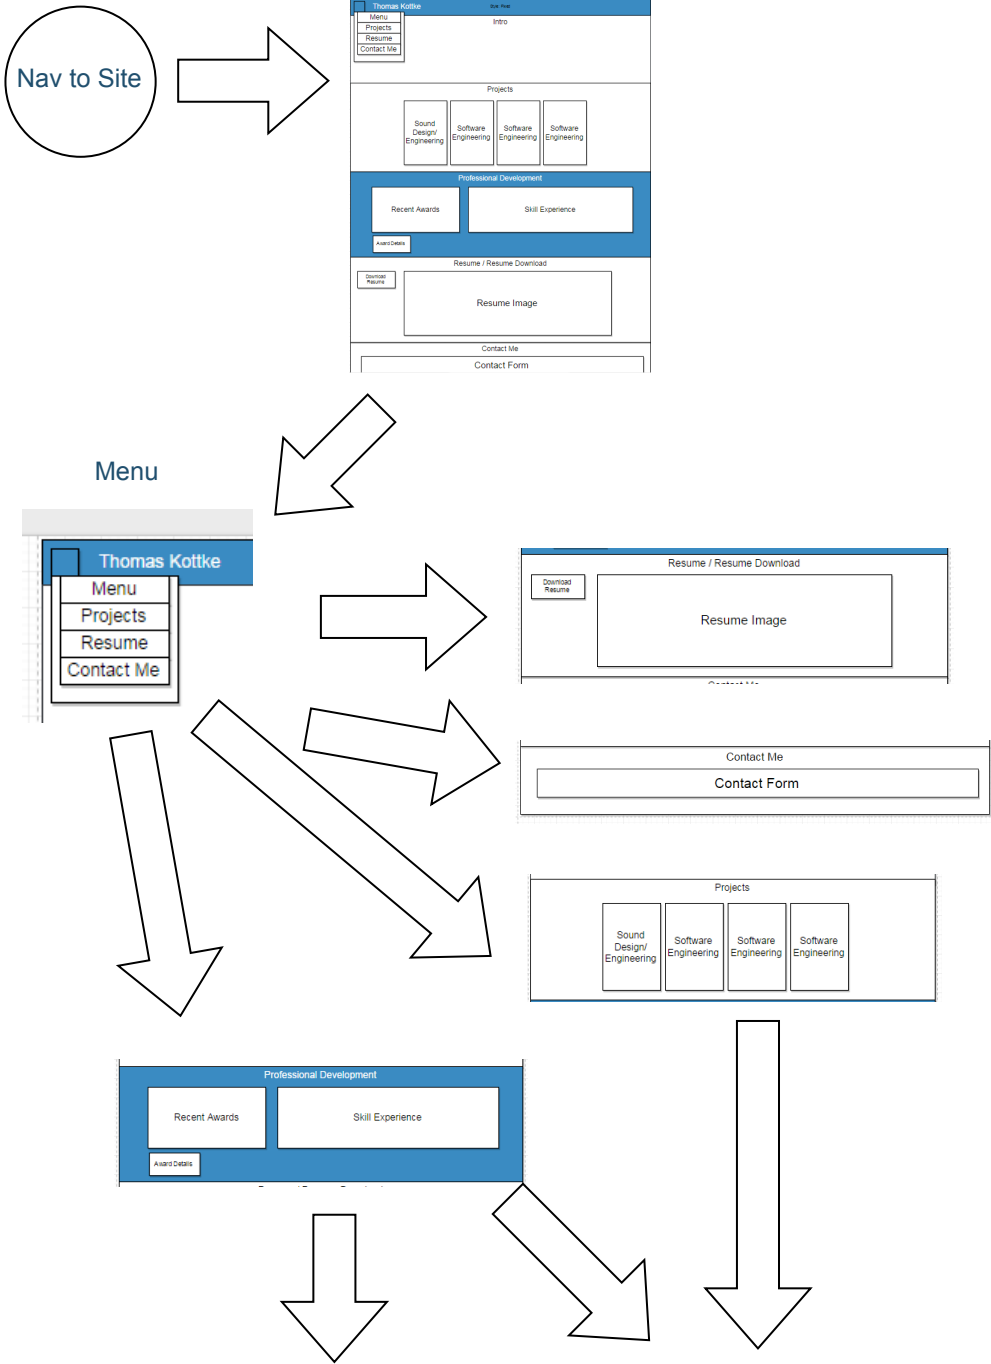 Nav to Site
Thomas Kottke
Menu
Projects
Resume
Contact Me
Intro
Projects
Sound
Design/
Engineering
Software
Engineering
Software
Engineering
Software
Engineering
Professional Development
Recent Awards
Skill Experience
Award Details
Resume / Resume Download
Download
Resume
Resume Image
Contact Me
Contact Form
Menu
Thomas Kottke
Menu
Projects
Resume
Contact Me
Resume / Resume Download
Download
Resume
Resume Image
Contact Me
Contact Me
Contact Form
Projects
Sound
Design/
Engineering
Software
Engineering
Software
Engineering
Software
Engineering
Professional Development
Recent Awards
Skill Experience
Award Details